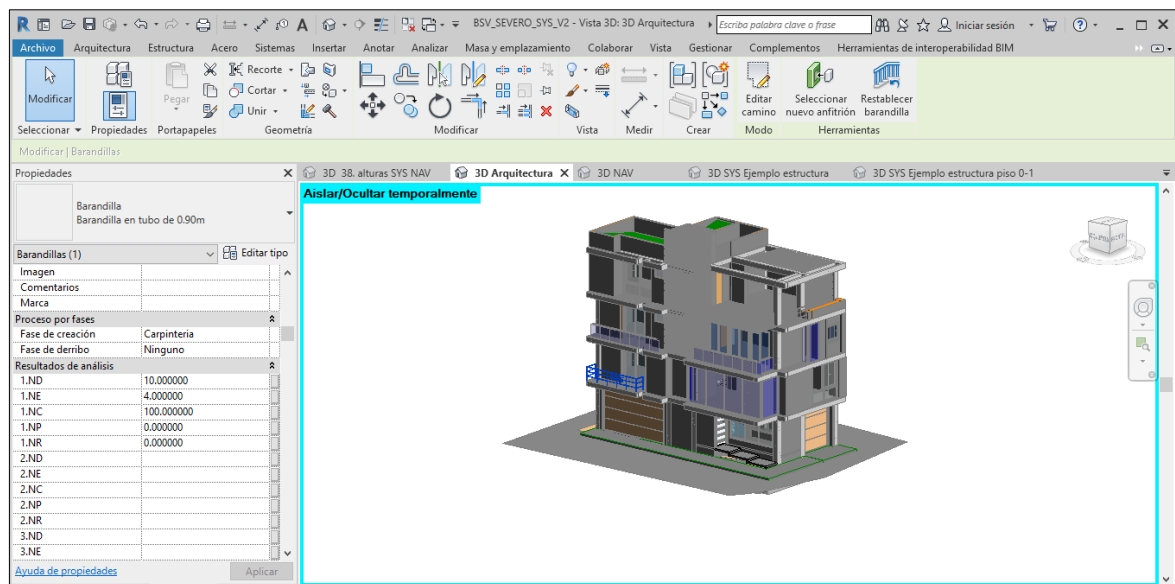 BSV_SEVERO_SYS_V2 - Vista 3D: 3D Arquitectura
Escriba palabra clave o frase
Iniciar sesión
Archivo Arquitectura Estructura Acero Sistemas Insertar Anotar Analizar Masa y emplazamiento Colaborar Vista Gestionar Complementos Herramientas de interoperabilidad BIM
Modificar
Pegar
Recorte
Cortar
Unir
Editar camino
Seleccionar nuevo anfitrión
Restablecer barandilla
Seleccionar Propiedades Portapapeles Geometría Modificar Vista Medir Crear Modo Herramientas
Modificar | Barandillas
Propiedades
3D 38. alturas SYS NAV 3D Arquitectura 3D NAV 3D SYS Ejemplo estructura 3D SYS Ejemplo estructura piso 0-1
Aislar/Ocultar temporalmente
Barandilla
Barandilla en tubo de 0.90m
Barandillas (1) Editar tipo
Imagen
Comentarios
Marca
Proceso por fases
Fase de creación Carpinteria
Fase de derribo Ninguno
Resultados de análisis
1.ND 10.000000
1.NE 4.000000
1.NC 100.000000
1.NP 0.000000
1.NR 0.000000
2.ND
2.NE
2.NC
2.NP
2.NR
3.ND
3.NE
Ayuda de propiedades Aplicar